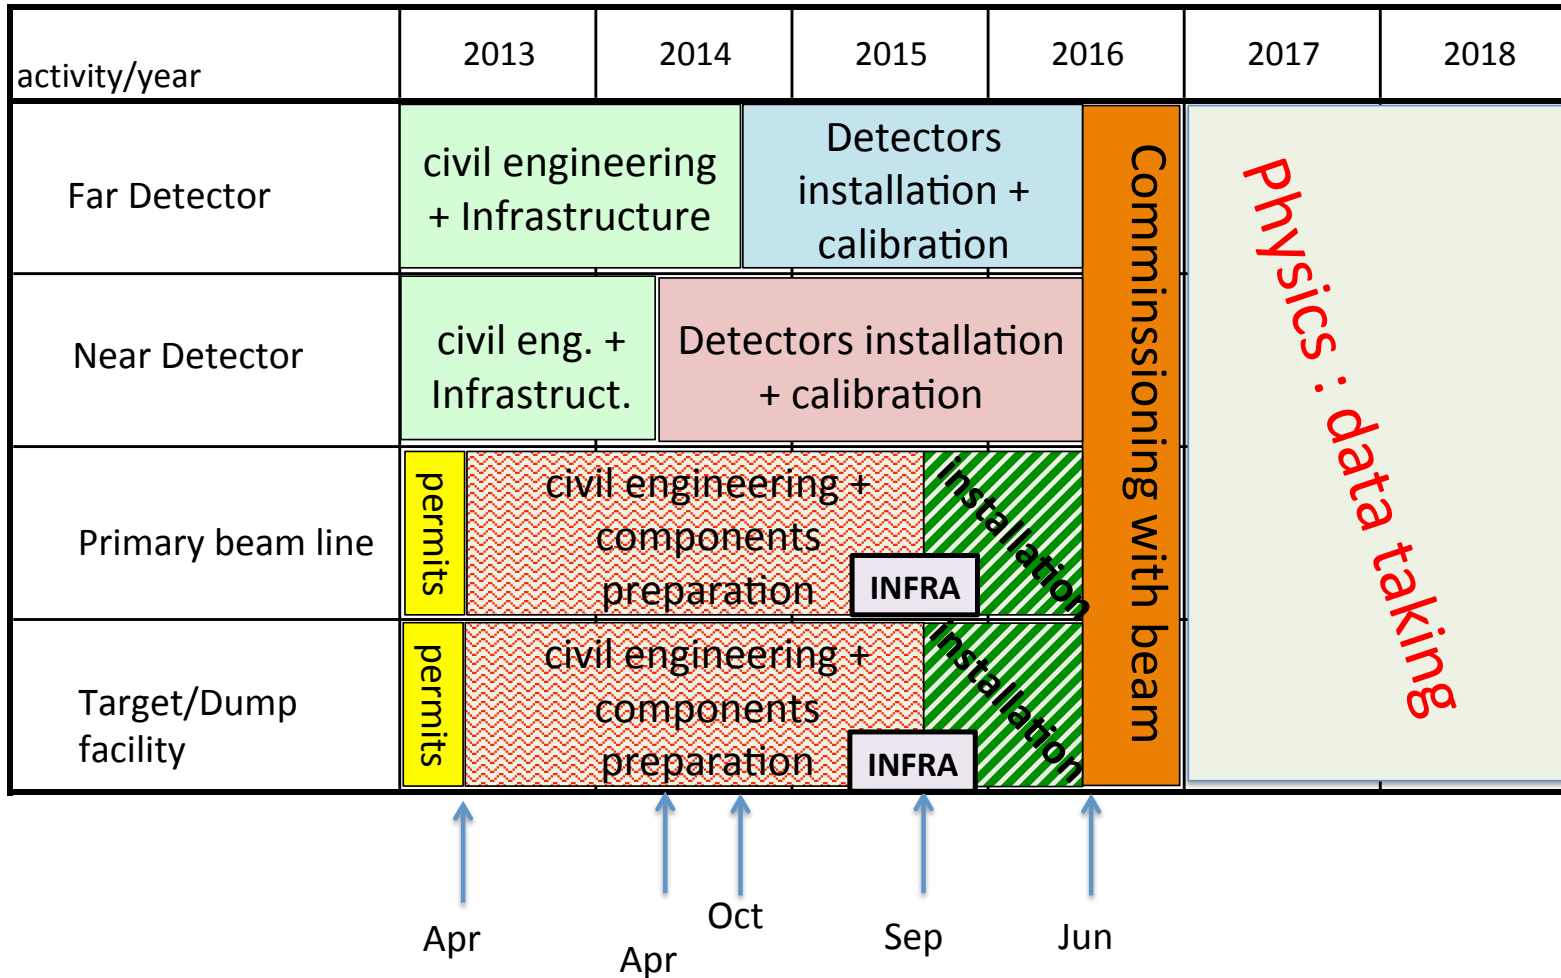 activity/year
2013
2014
2015
2016
2017
2018
Far Detector
civil engineering
+ Infrastructure
Detectors
installation +
calibration
Near Detector
civil eng. +
Infrastruct.
Detectors installation
+ calibration
Primary beam line
permits
civil engineering +
components
preparation
INFRA
installation
Target/Dump
facility
permits
civil engineering +
components
preparation
INFRA
installation
Comminssioning with beam
Physics : data taking
Apr
Apr
Oct
Sep
Jun